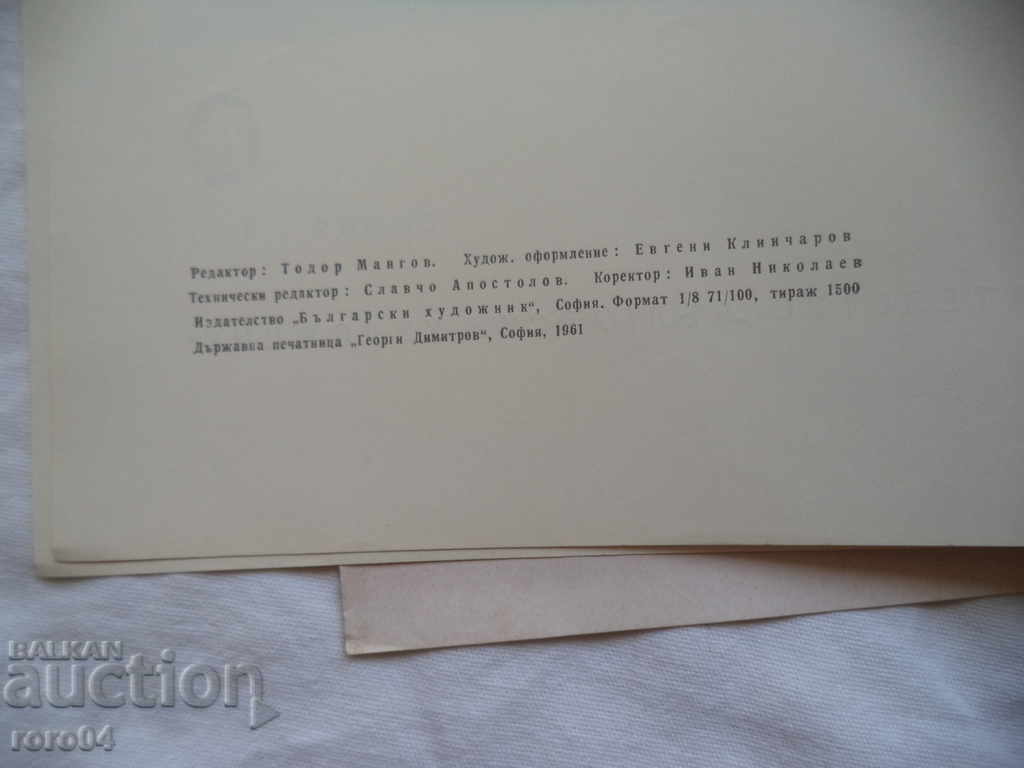 Редактор: Тодор Мангов. Худож. оформление: Евгени Клинчаров
Технически редактор: Славчо Апостолов. Коректор: Иван Николаев
Издателство „Български художник“, София. Формат 1/8 71/100, тираж 1500
Държавна печатница „Георги Димитров“, София, 1961
BALKAN
auction
roro04